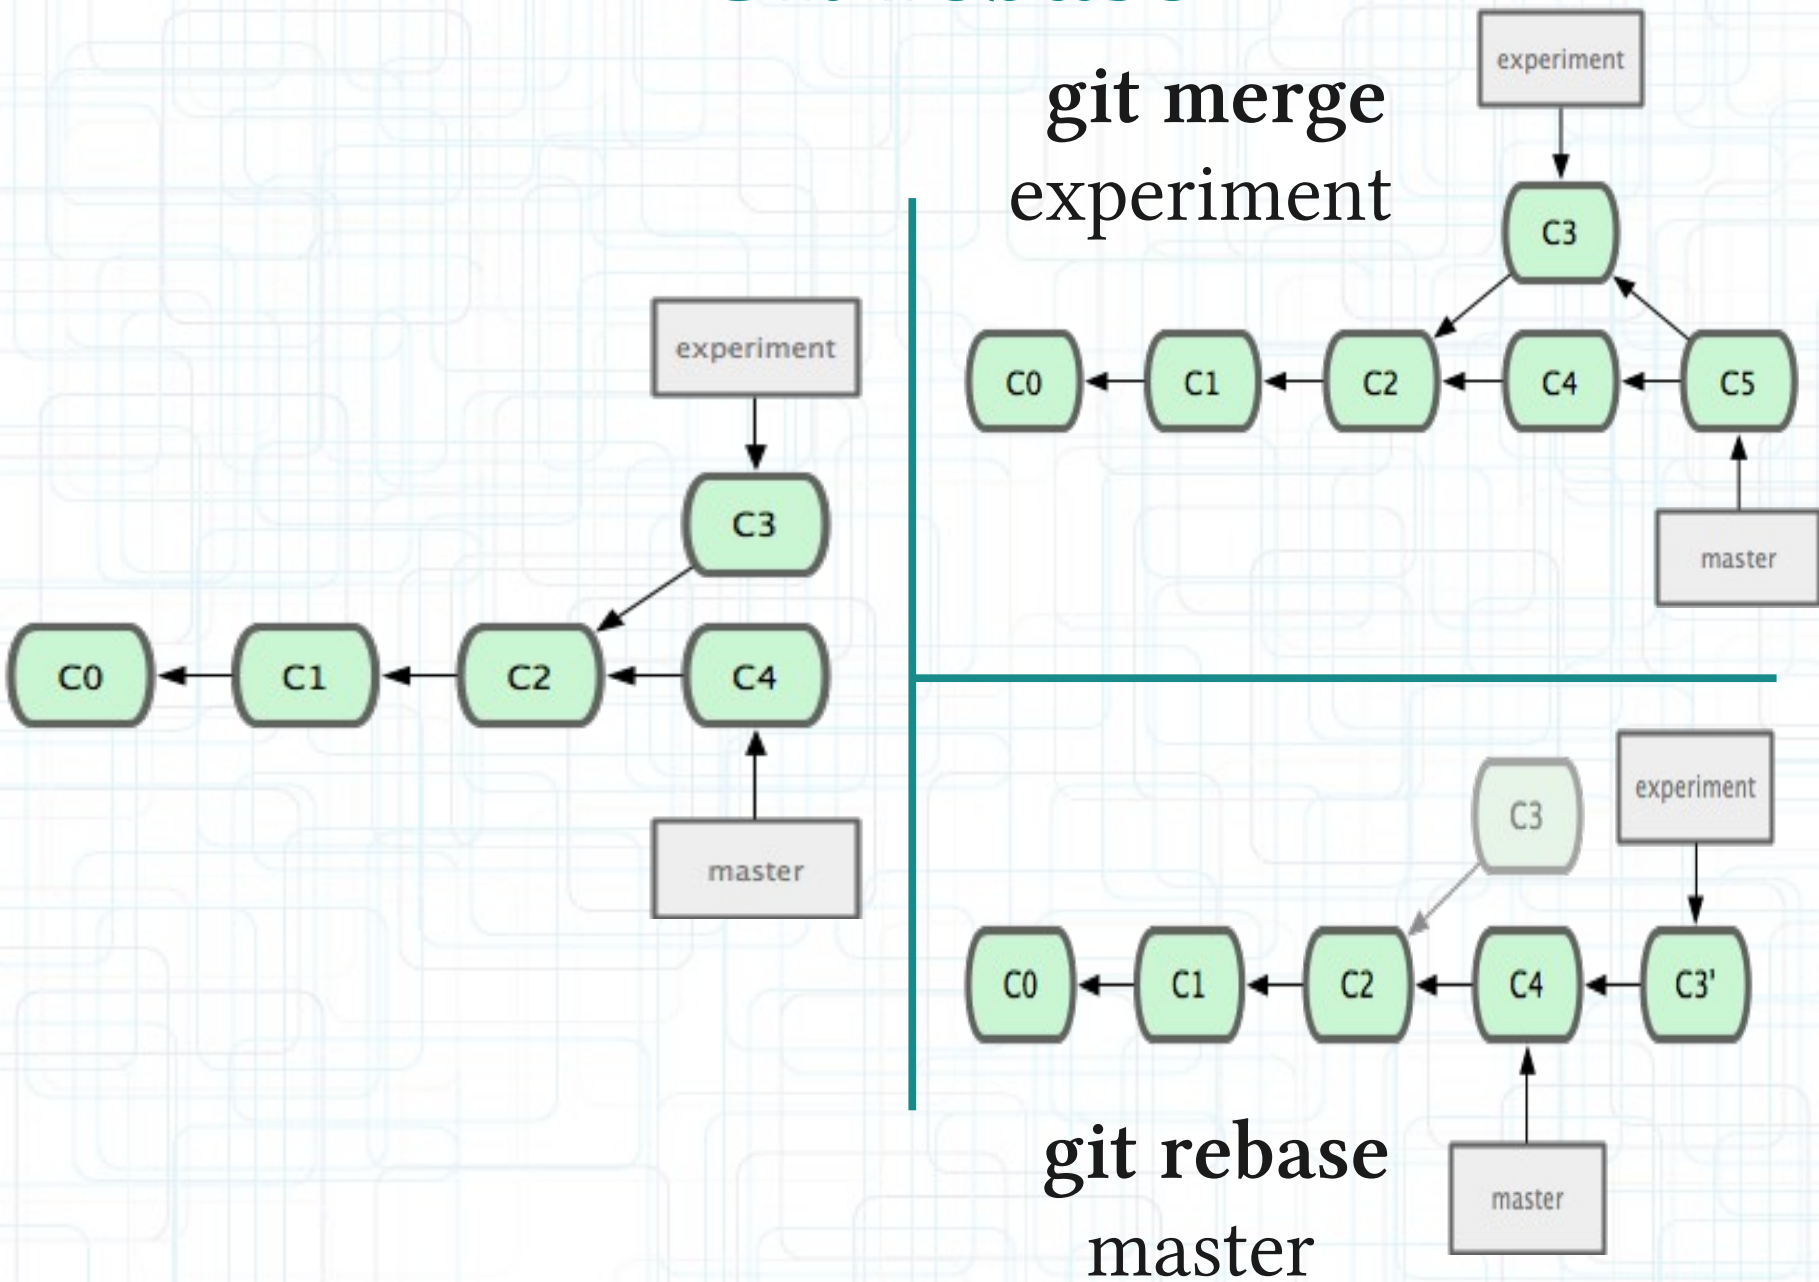 experiment
C3
C0 C1 C2 C4
master
git merge
experiment
experiment
C3
C0 C1 C2 C4 C5
master
experiment
C3
C0 C1 C2 C4 C3'
master
git rebase
master